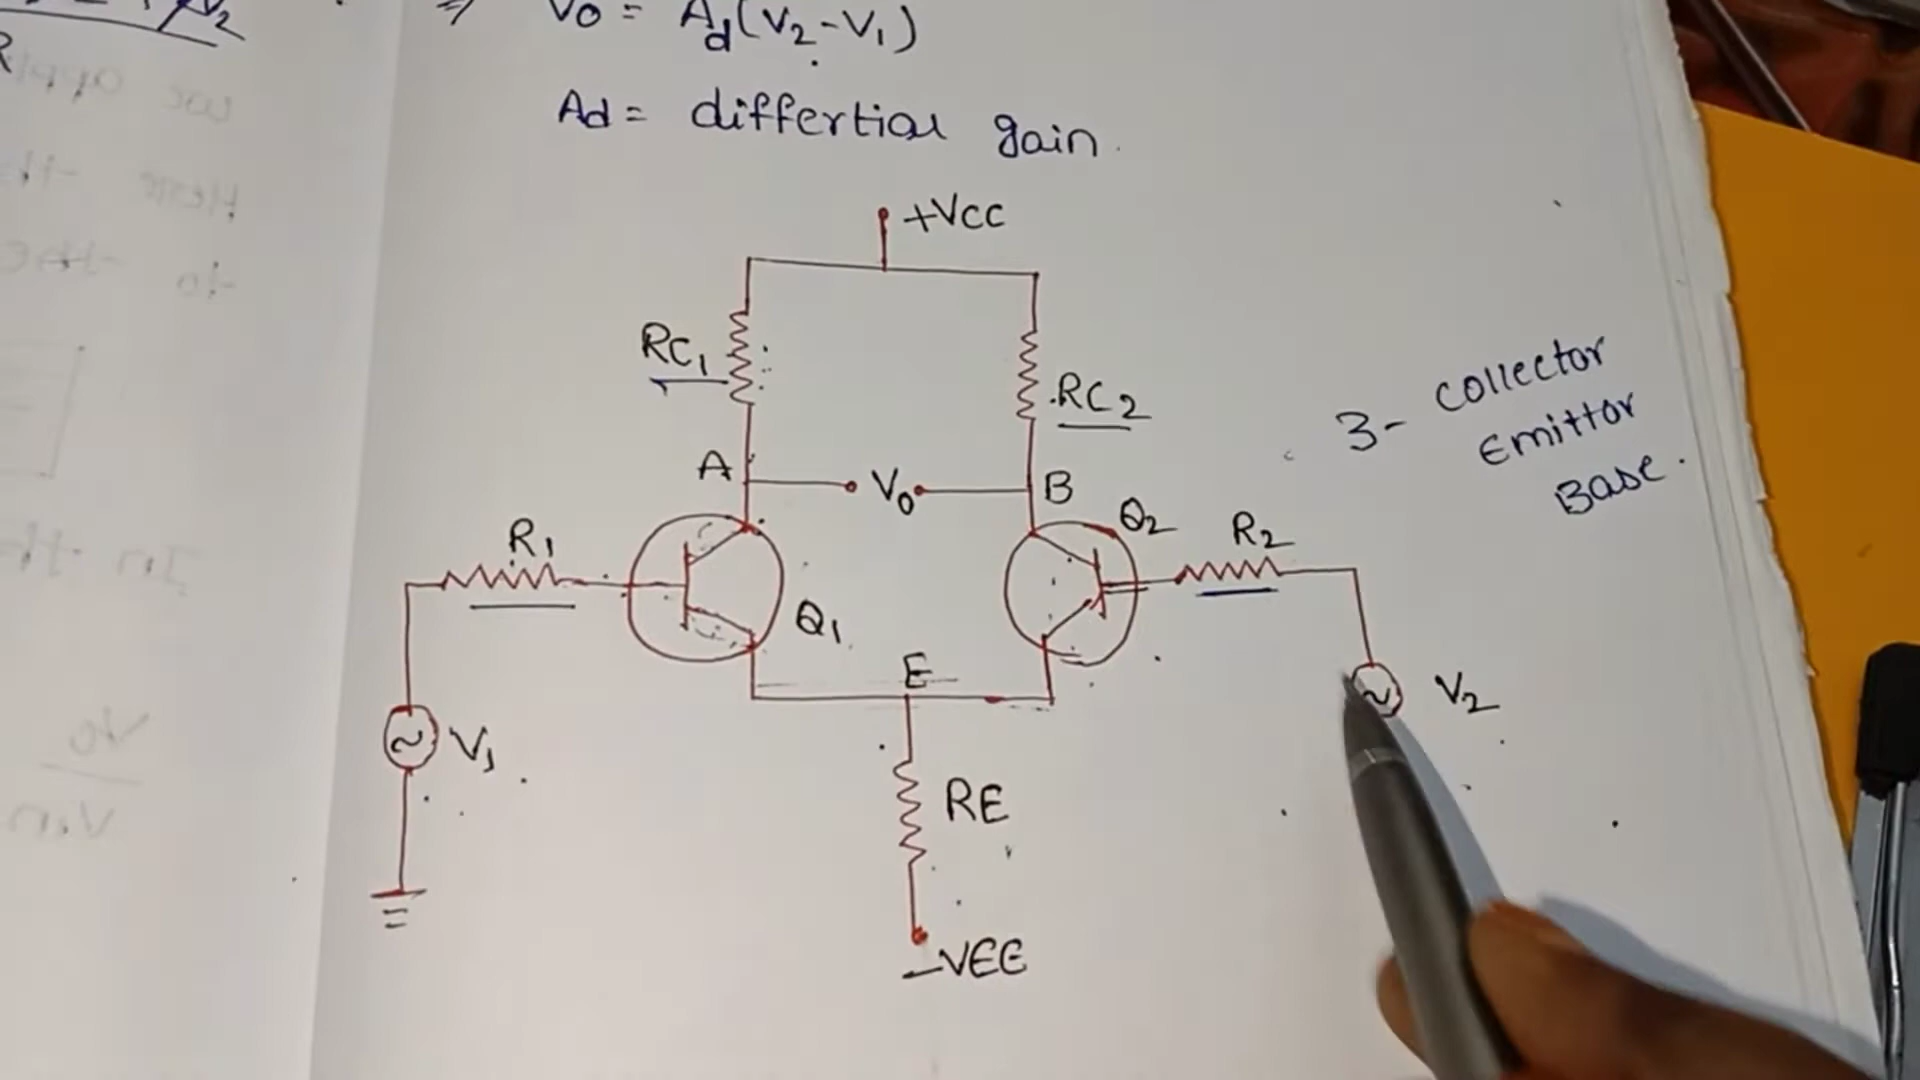 V2
R
⇒ Vo = Ad(V2-V1)
Ad = differtial gain.
+Vcc
RC1
RC2
3- Collector
Emittor
Base.
A
Vo
B
Q2
R1
R2
Q1
E
V1
V2
RE
-VEE